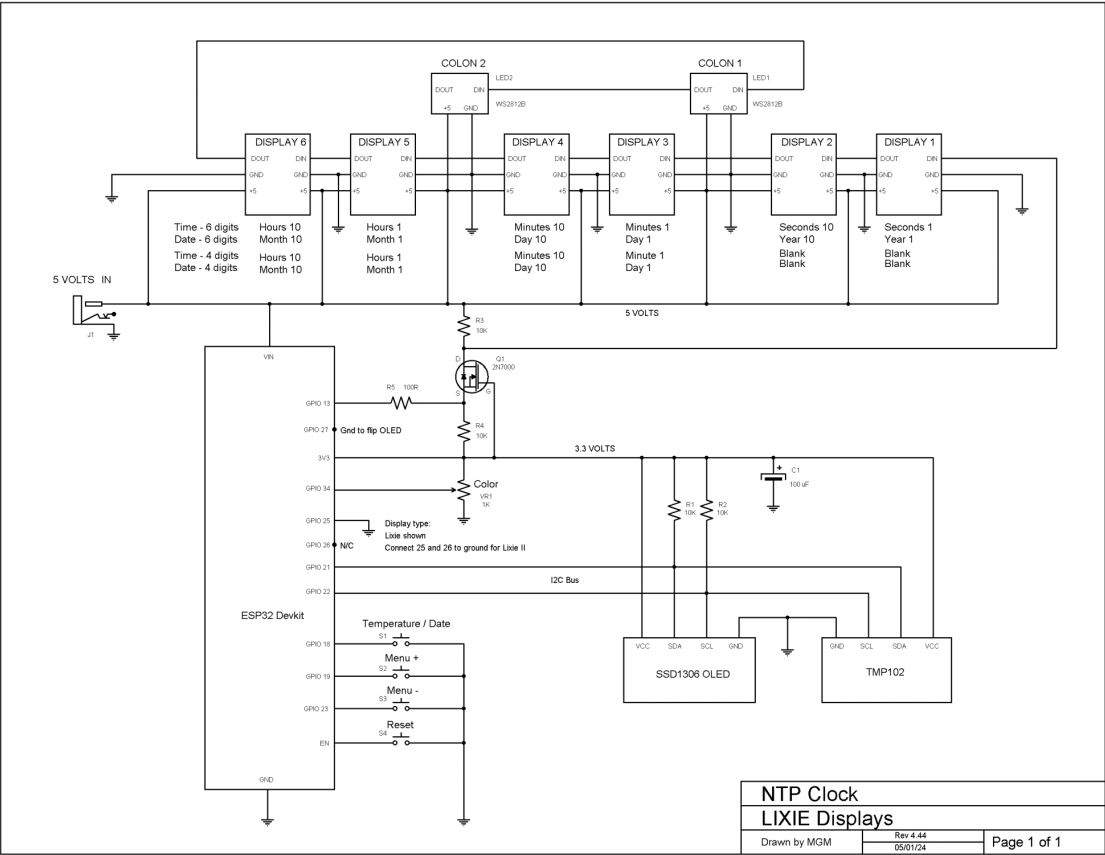 COLON 2
LED2
DOUT DIN
+5 GND
WS2812B
COLON 1
LED1
DOUT DIN
+5 GND
WS2812B
DISPLAY 6
DOUT DIN
GND GND
+5 +5
DISPLAY 5
DOUT DIN
GND GND
+5 +5
DISPLAY 4
DOUT DIN
GND GND
+5 +5
DISPLAY 3
DOUT DIN
GND GND
+5 +5
DISPLAY 2
DOUT DIN
GND GND
+5 +5
DISPLAY 1
DOUT DIN
GND GND
+5 +5
Time - 6 digits
Date - 6 digits
Time - 4 digits
Date - 4 digits
Hours 10
Month 10
Hours 10
Month 10
Hours 1
Month 1
Hours 1
Month 1
Minutes 10
Day 10
Minutes 10
Day 10
Minutes 1
Day 1
Minute 1
Day 1
Seconds 10
Year 10
Blank
Blank
Seconds 1
Year 1
Blank
Blank
5 VOLTS IN
J1
5 VOLTS
R3
10K
D
Q1
2N7000
S
G
R5 100R
R4
10K
VIN
GPIO 13
GPIO 27 Gnd to flip OLED
3V3
3.3 VOLTS
GPIO 34
Color
VR1
1K
GPIO 25
Display type:
Lixie shown
Connect 25 and 26 to ground for Lixie II
GPIO 26 N/C
GPIO 21
GPIO 22
I2C Bus
R1
10K
R2
10K
+
C1
100 uF
ESP32 Devkit
Temperature / Date
GPIO 18
S1
Menu +
GPIO 19
S2
Menu -
GPIO 23
S3
Reset
EN
S4
GND
VCC SDA SCL GND
SSD1306 OLED
GND SCL SDA VCC
TMP102
NTP Clock
LIXIE Displays
Drawn by MGM
Rev 4.44
05/01/24
Page 1 of 1